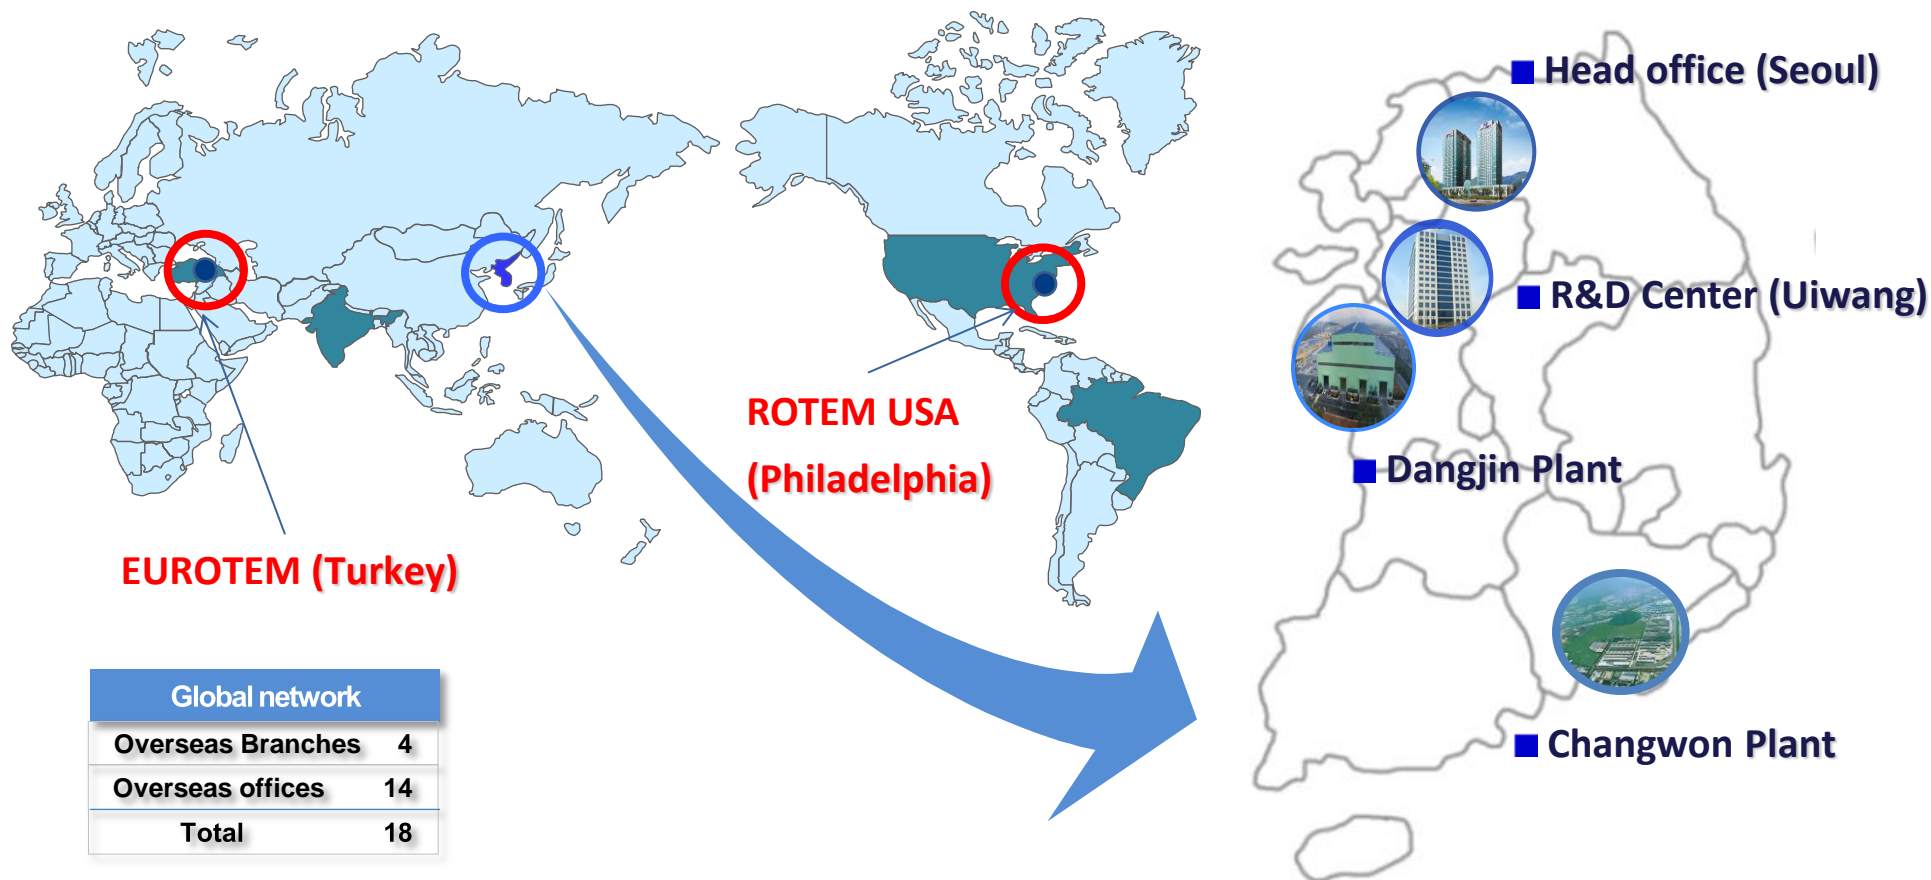 Head office (Seoul)
R&D Center (Uiwang)
Dangjin Plant
Changwon Plant
ROTEM USA
(Philadelphia)
EUROTEM (Turkey)
Global network
Overseas Branches 4
Overseas offices 14
Total 18